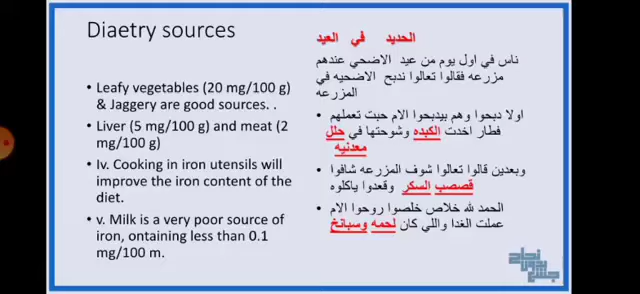 Diaetry sources
• Leafy vegetables (20 mg/100 g)
& Jaggery are good sources. .
• Liver (5 mg/100 g) and meat (2
mg/100 g)
• Iv. Cooking in iron utensils will
improve the iron content of the
diet.
• v. Milk is a very poor source of
iron, ontaining less than 0.1
mg/100 m.
الحديد في العيد
ناس في اول يوم من عيد الاضحي عندهم
مزرعه فقالوا تعالوا ندبح الاضحيه في
المزرعه
• اولا دبحوا وهم بيدبحوا الام حبت تعملهم
فطار اخدت الكبده وشوحتها في حلل
معدنيه
وبعدين قالوا تعالوا شوف المزرعه شافوا
• قصصب السكر وقعدوا ياكلوه
• الحمد لله خلاص خلصوا روحوا الام
عملت الغدا واللي كان لحمه وسبانخ